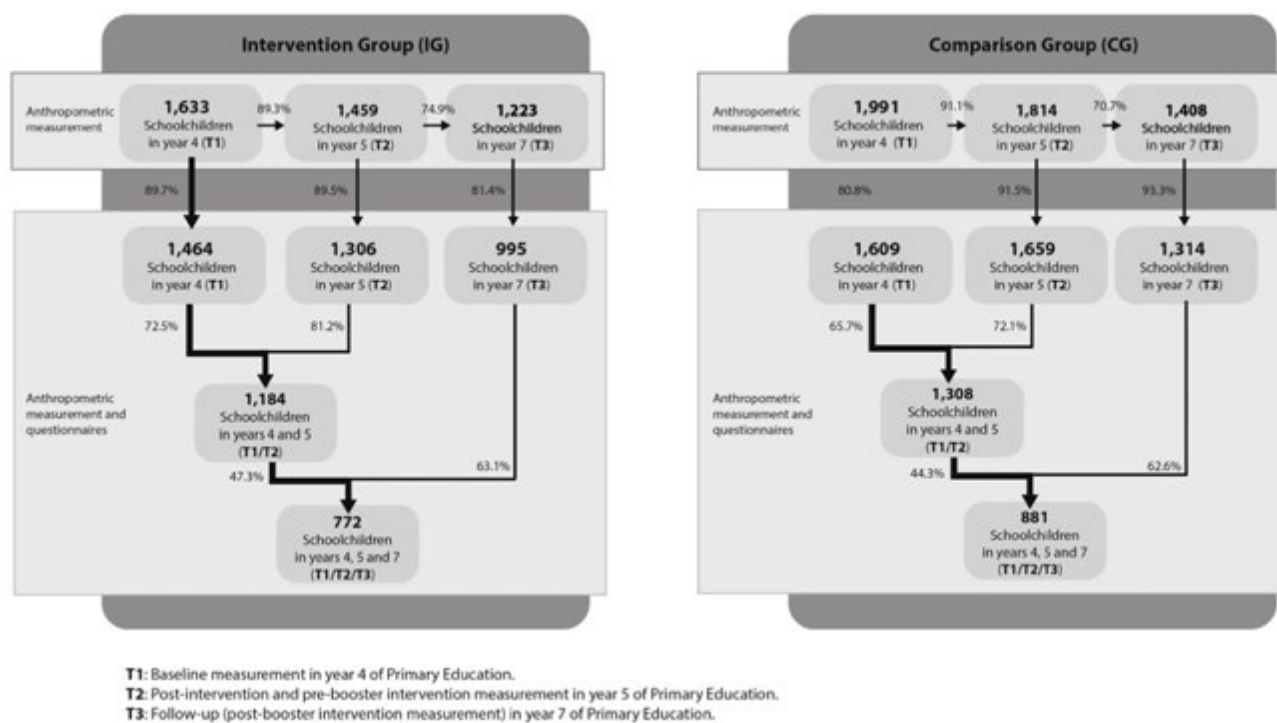 Intervention Group (IG)
Anthropometric
measurement
1,633
Schoolchildren
in year 4 (T1)
89.3%
1,459
Schoolchildren
in year 5 (T2)
74.9%
1,223
Schoolchildren
in year 7 (T3)
89.7%
89.5%
81.4%
1,464
Schoolchildren
in year 4 (T1)
1,306
Schoolchildren
in year 5 (T2)
995
Schoolchildren
in year 7 (T3)
72.5%
81.2%
Anthropometric
measurement and
questionnaires
1,184
Schoolchildren
in years 4 and 5
(T1/T2)
47.3%
63.1%
772
Schoolchildren
in years 4, 5 and 7
(T1/T2/T3)
Comparison Group (CG)
Anthropometric
measurement
1,991
Schoolchildren
in year 4 (T1)
91.1%
1,814
Schoolchildren
in year 5 (T2)
70.7%
1,408
Schoolchildren
in year 7 (T3)
80.8%
91.5%
93.3%
1,609
Schoolchildren
in year 4 (T1)
1,659
Schoolchildren
in year 5 (T2)
1,314
Schoolchildren
in year 7 (T3)
65.7%
72.1%
Anthropometric
measurement and
questionnaires
1,308
Schoolchildren
in years 4 and 5
(T1/T2)
44.3%
62.6%
881
Schoolchildren
in years 4, 5 and 7
(T1/T2/T3)
T1: Baseline measurement in year 4 of Primary Education.
T2: Post-intervention and pre-booster intervention measurement in year 5 of Primary Education.
T3: Follow-up (post-booster intervention measurement) in year 7 of Primary Education.